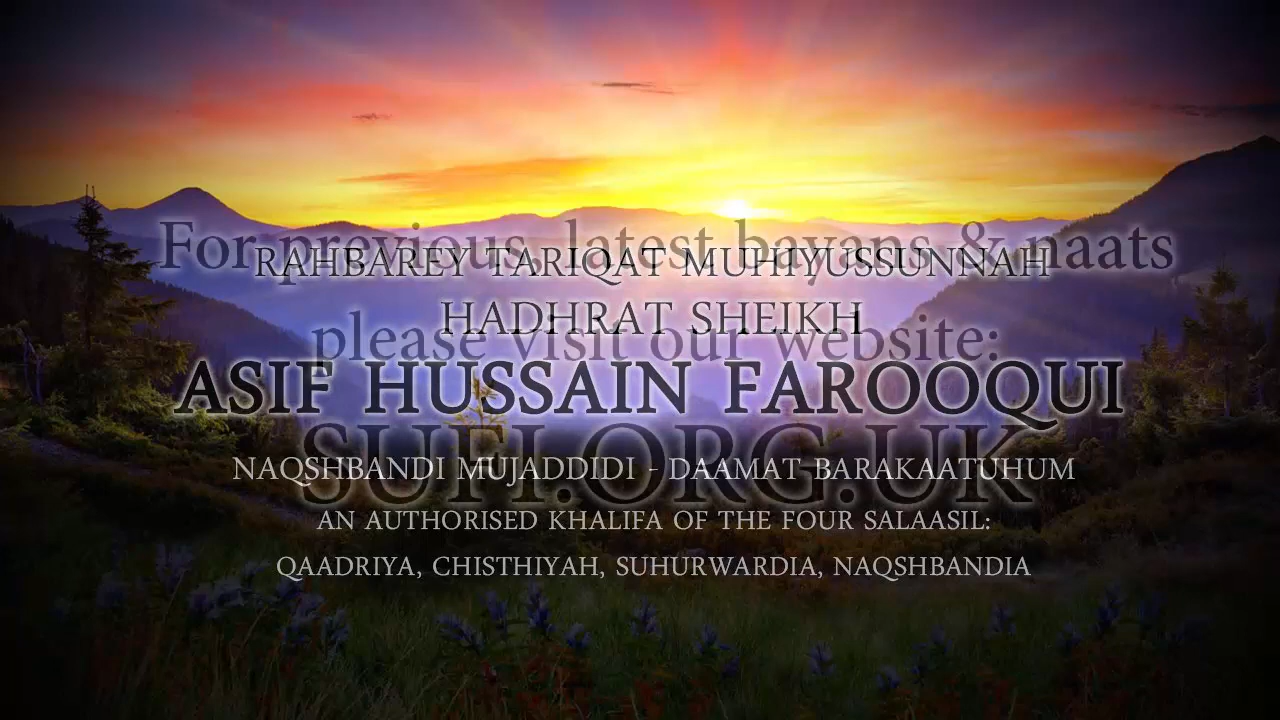 For previous, latest bayans & naats
RAHBAREY TARIQAT MUHIYUSSUNNAH
HADHRAT SHEIKH
please visit our website:
ASIF HUSSAIN FAROOQUI
SUFI.ORG.UK
NAQSHBANDI MUJADDIDI - DAAMAT BARAKAATUHUM
AN AUTHORISED KHALIFA OF THE FOUR SALAASIL:
QAADRIYA, CHISTHIYAH, SUHURWARDIA, NAQSHBANDIA